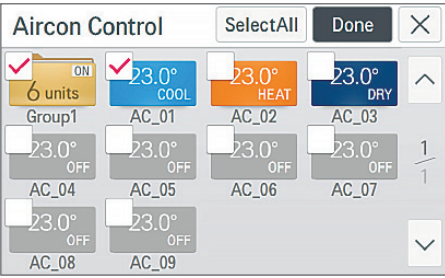 Aircon Control SelectAll Done
ON
6 units
Group1
23.0°
COOL
AC_01
23.0°
HEAT
AC_02
23.0°
DRY
AC_03
23.0°
OFF
AC_04
23.0°
OFF
AC_05
23.0°
OFF
AC_06
23.0°
OFF
AC_07
1
1
23.0°
OFF
AC_08
23.0°
OFF
AC_09